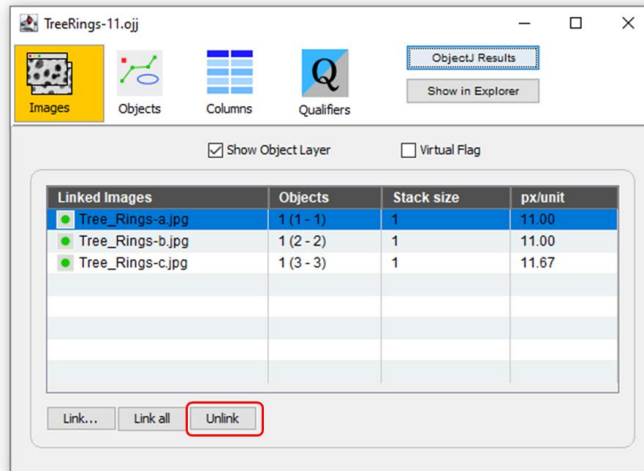 TreeRings-11.ojj
Images Objects Columns Qualifiers
Q
ObjectJ Results
Show in Explorer
Show Object Layer Virtual Flag
Linked Images Objects Stack size px/unit
Tree_Rings-a.jpg 1 (1 - 1) 1 11.00
Tree_Rings-b.jpg 1 (2 - 2) 1 11.00
Tree_Rings-c.jpg 1 (3 - 3) 1 11.67
Link... Link all Unlink